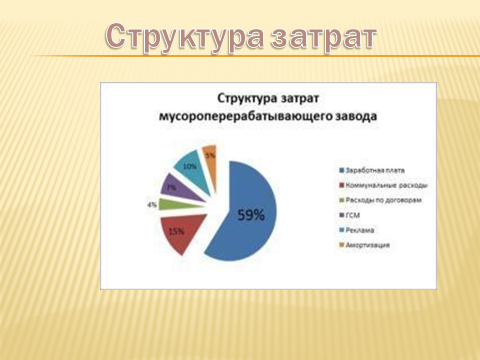 Структура затрат
Структура затрат
мусороперерабатывающего завода
5%
10%
7%
4%
15%
59%
Заработная плата
Коммунальные расходы
Расходы по договорам
ГСМ
Реклама
Амортизация